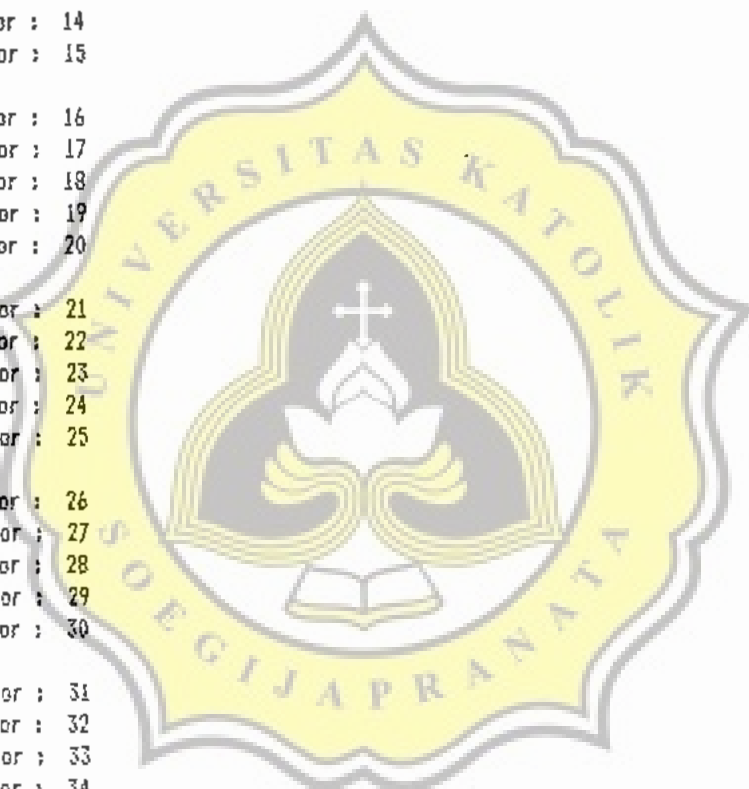 or : 14
or : 15
or : 16
or : 17
or : 18
or : 19
or : 20
or : 21
or : 22
or : 23
or : 24
or : 25
or : 26
or : 27
or : 28
or : 29
or : 30
or : 31
or : 32
or : 33
or : 34
UNIVERSITAS KATOLIK
SOEGIJAPRANATA